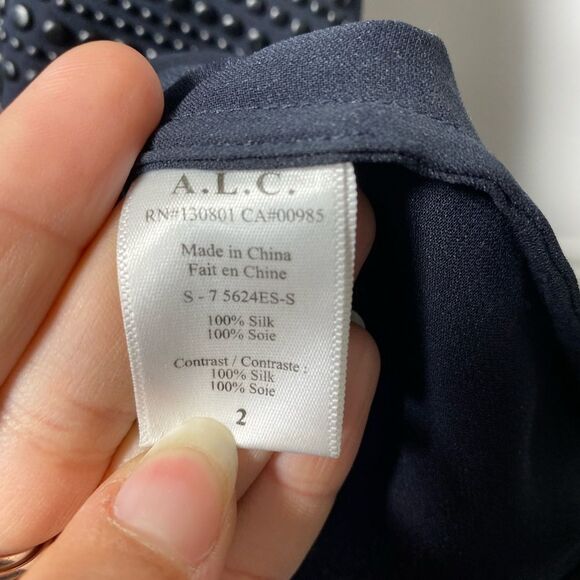 A.L.C.
RN#130801 CA#00985
Made in China
Fait en Chine
S - 7 5624ES-S
100% Silk
100% Soie
Contrast / Contraste :
100% Silk
100% Soie
2